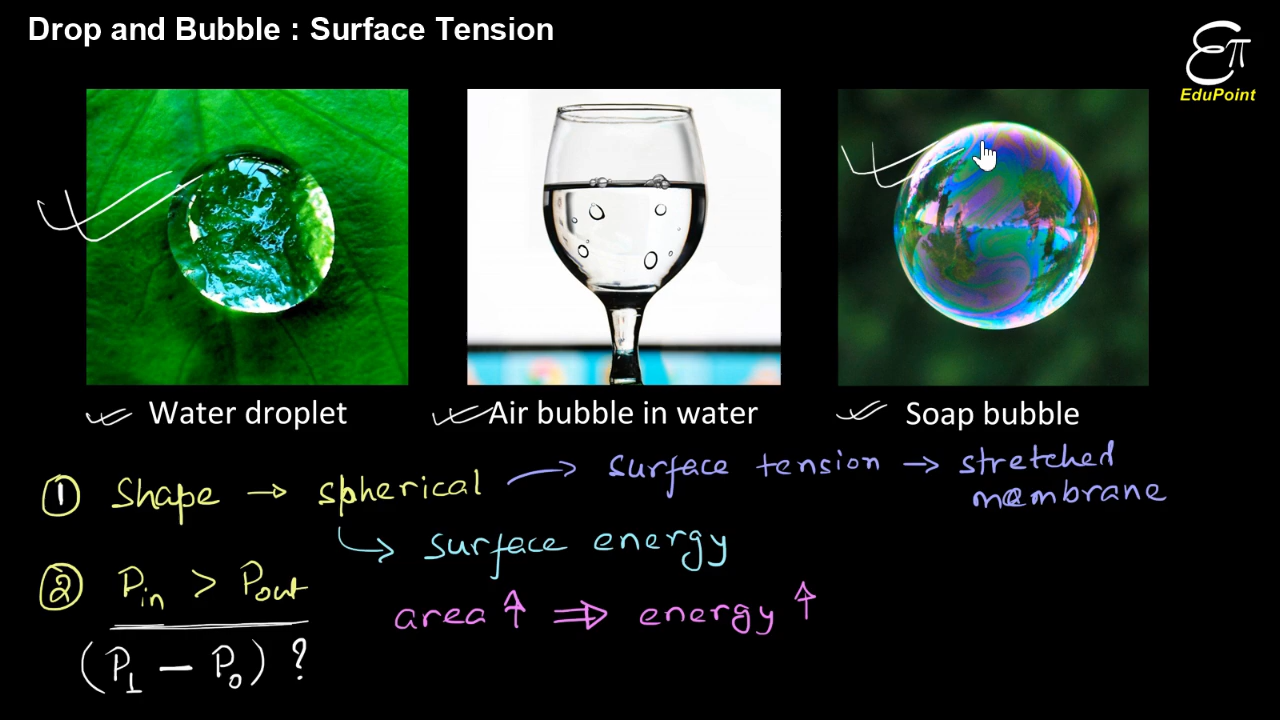 Drop and Bubble : Surface Tension
επ
EduPoint
Water droplet
Air bubble in water
Soap bubble
① Shape → spherical → surface tension → stretched membrane
↳ surface energy
② Pin > Pout
area ↑ ⇒ energy ↑
(P1 − P0) ?